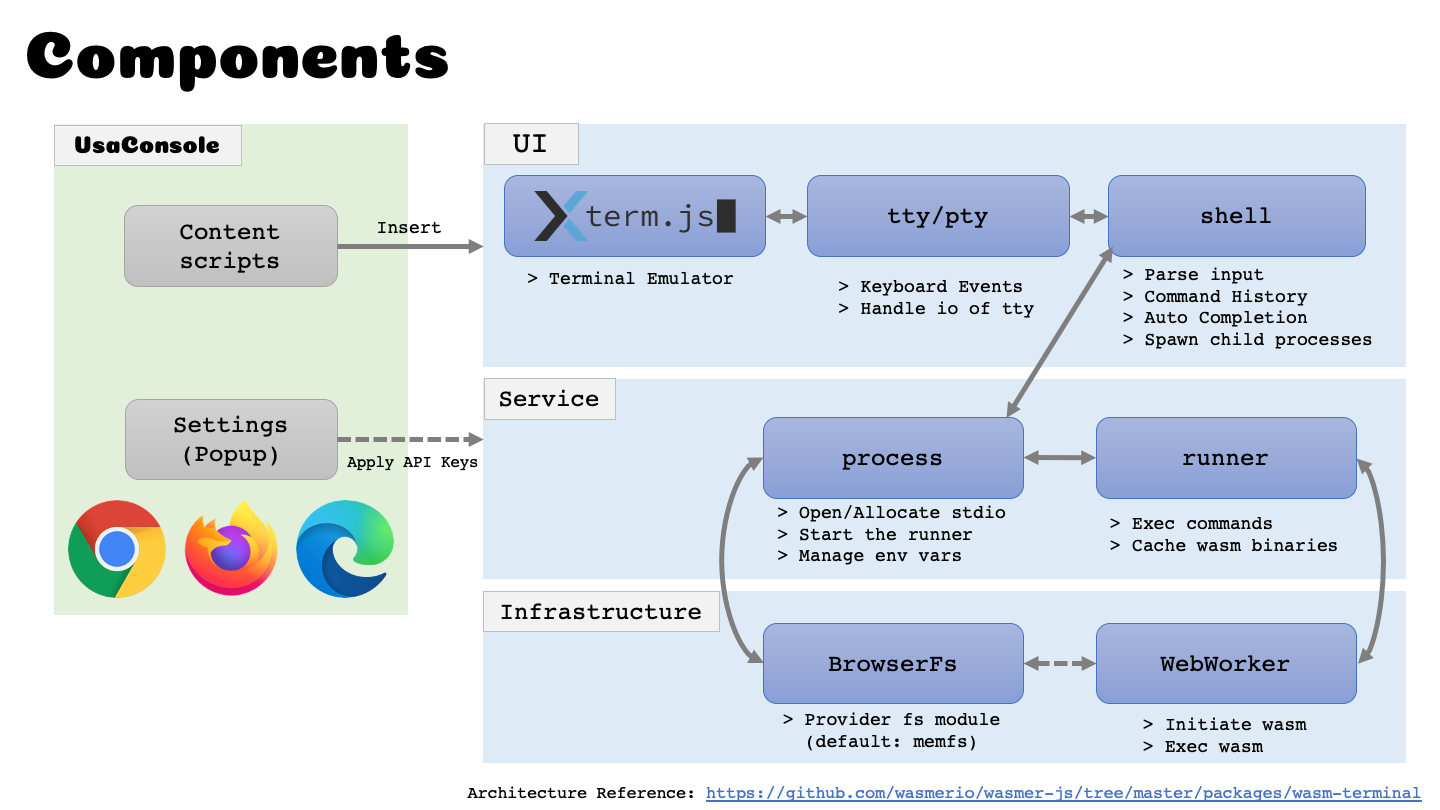 Components
UsaConsole
Content
scripts
Insert
Settings
(Popup)
Apply API Keys
UI
term.js
> Terminal Emulator
tty/pty
> Keyboard Events
> Handle io of tty
shell
> Parse input
> Command History
> Auto Completion
> Spawn child processes
Service
process
> Open/Allocate stdio
> Start the runner
> Manage env vars
runner
> Exec commands
> Cache wasm binaries
Infrastructure
BrowserFs
> Provider fs module
(default: memfs)
WebWorker
> Initiate wasm
> Exec wasm
Architecture Reference: https://github.com/wasmerio/wasmer-js/tree/master/packages/wasm-terminal